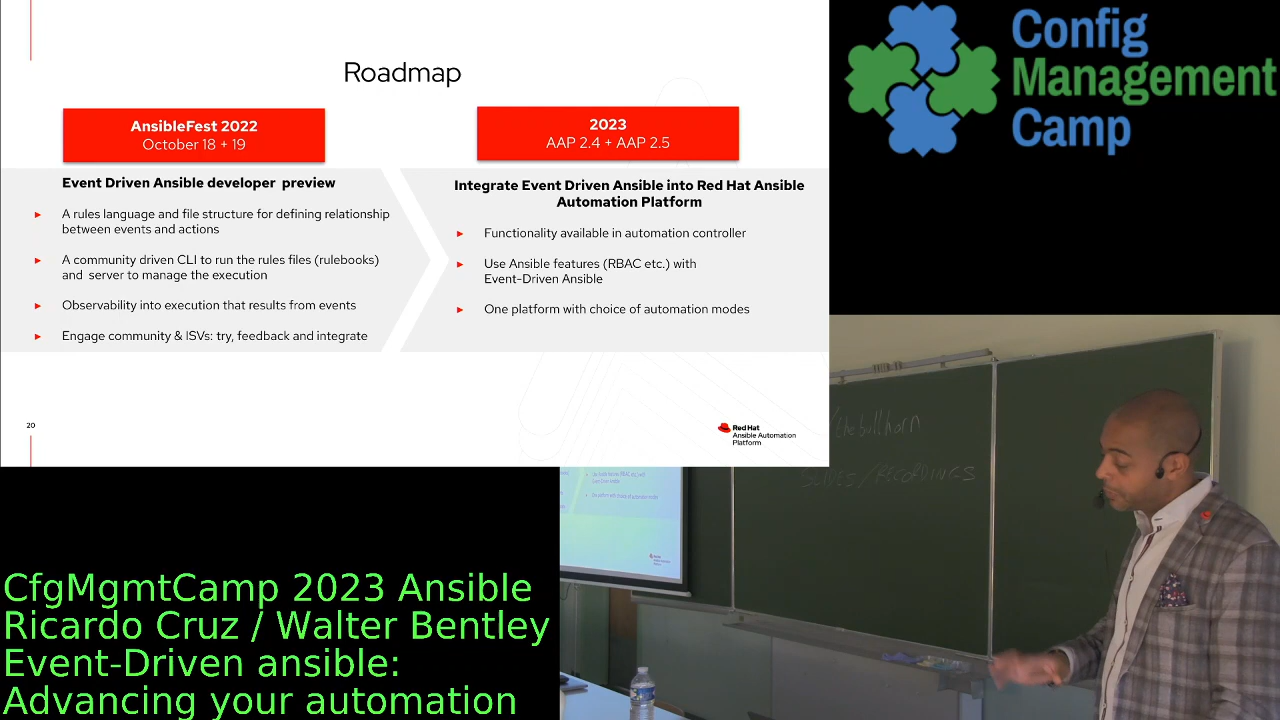 Roadmap
AnsibleFest 2022
October 18 + 19
2023
AAP 2.4 + AAP 2.5
Event Driven Ansible developer preview
A rules language and file structure for defining relationship
between events and actions
A community driven CLI to run the rules files (rulebooks)
and server to manage the execution
Observability into execution that results from events
Engage community & ISVs: try, feedback and integrate
Integrate Event Driven Ansible into Red Hat Ansible
Automation Platform
Functionality available in automation controller
Use Ansible features (RBAC etc.) with
Event-Driven Ansible
One platform with choice of automation modes
20
Red Hat
Ansible Automation
Platform
Config
Management
Camp
/thebullhorn
SLIDES/RECORDINGS
CfgMgmtCamp 2023 Ansible
Ricardo Cruz / Walter Bentley
Event-Driven ansible:
Advancing your automation